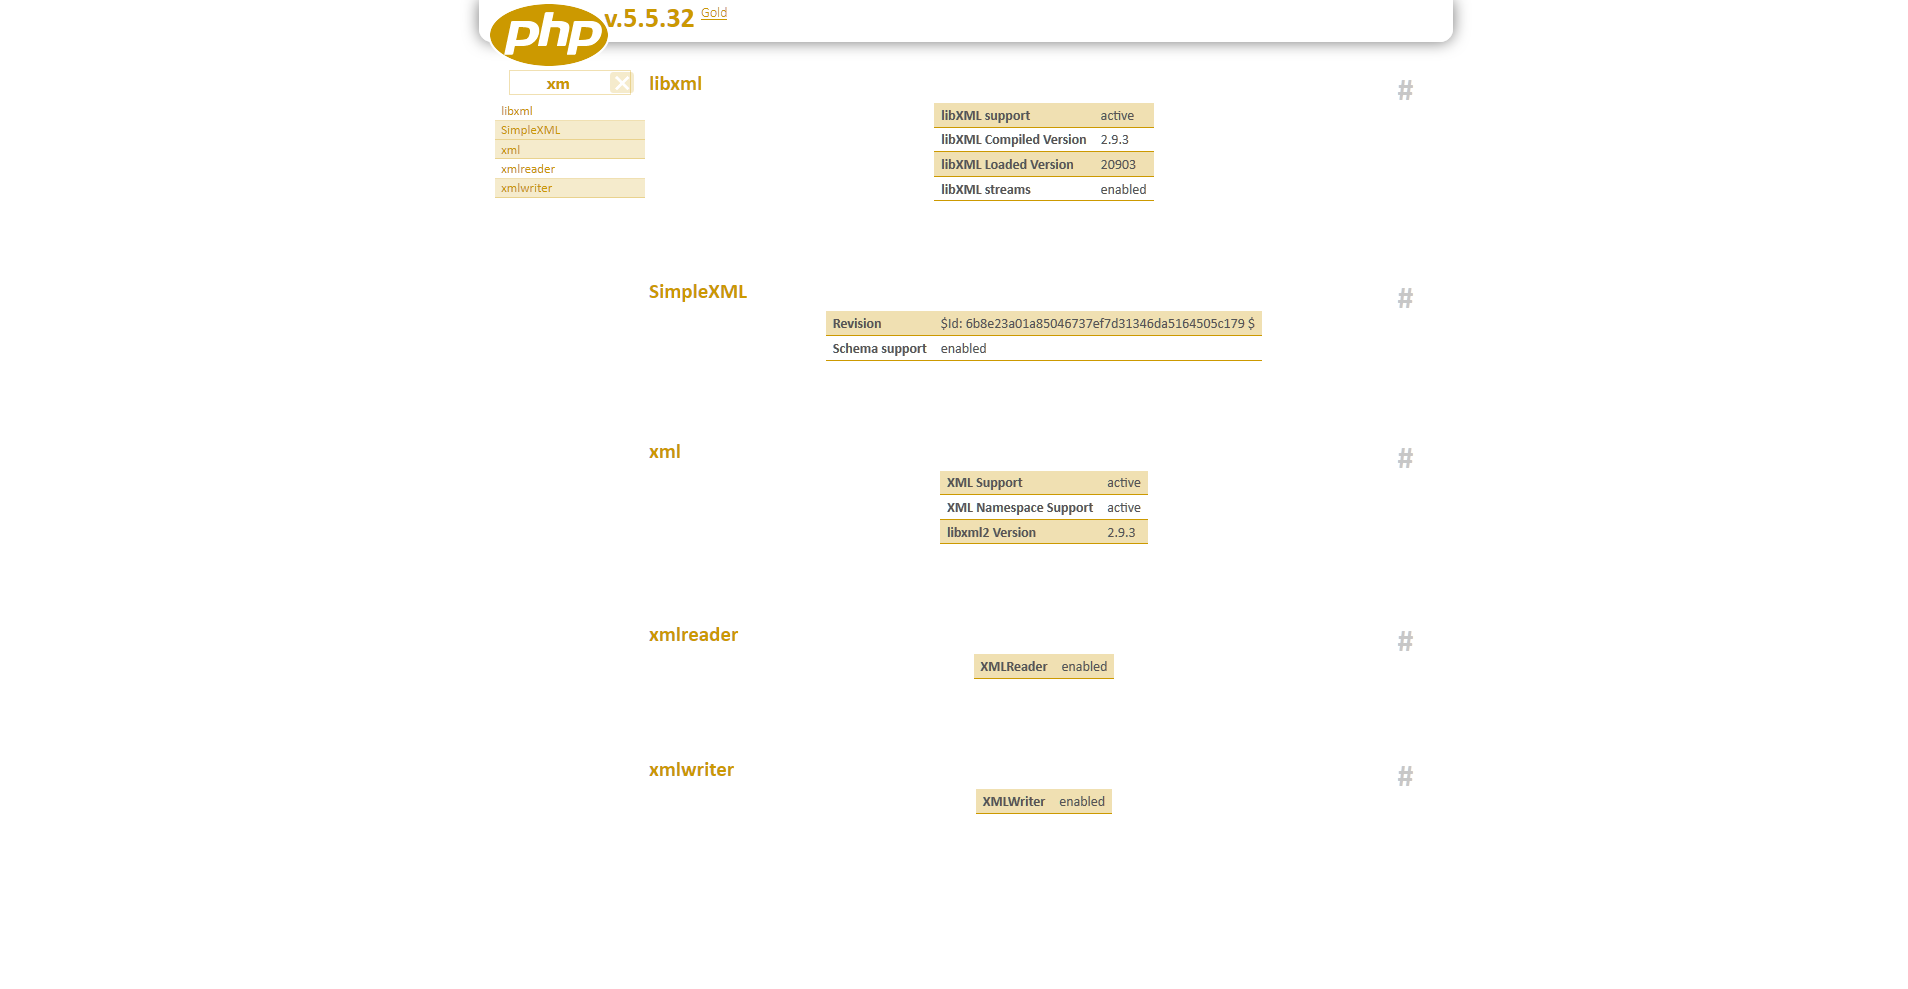 php v.5.5.32 Gold
xm
libxml
SimpleXML
xml
xmlreader
xmlwriter
libxml #
libXML support active
libXML Compiled Version 2.9.3
libXML Loaded Version 20903
libXML streams enabled
SimpleXML #
Revision $Id: 6b8e23a01a85046737ef7d31346da5164505c179 $
Schema support enabled
xml #
XML Support active
XML Namespace Support active
libxml2 Version 2.9.3
xmlreader #
XMLReader enabled
xmlwriter #
XMLWriter enabled